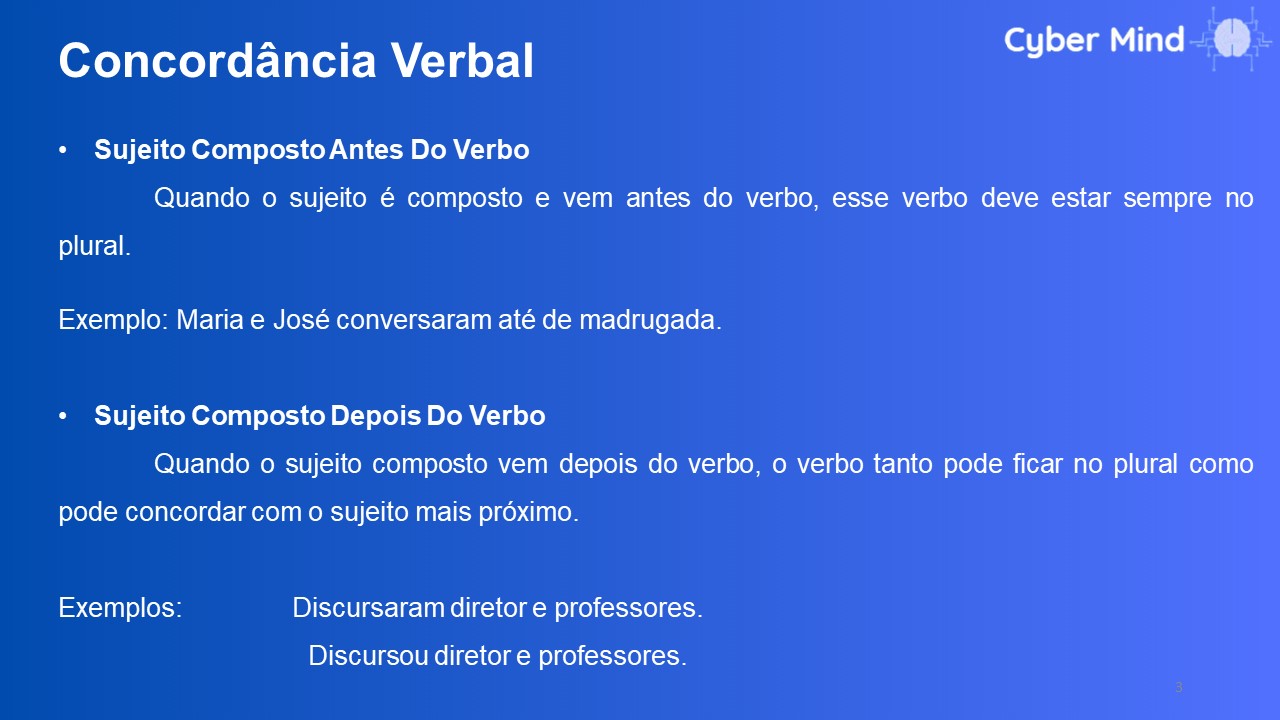 Concordância Verbal
Cyber Mind
• Sujeito Composto Antes Do Verbo
Quando o sujeito é composto e vem antes do verbo, esse verbo deve estar sempre no
plural.
Exemplo: Maria e José conversaram até de madrugada.
• Sujeito Composto Depois Do Verbo
Quando o sujeito composto vem depois do verbo, o verbo tanto pode ficar no plural como
pode concordar com o sujeito mais próximo.
Exemplos: Discursaram diretor e professores.
Discursou diretor e professores.
3